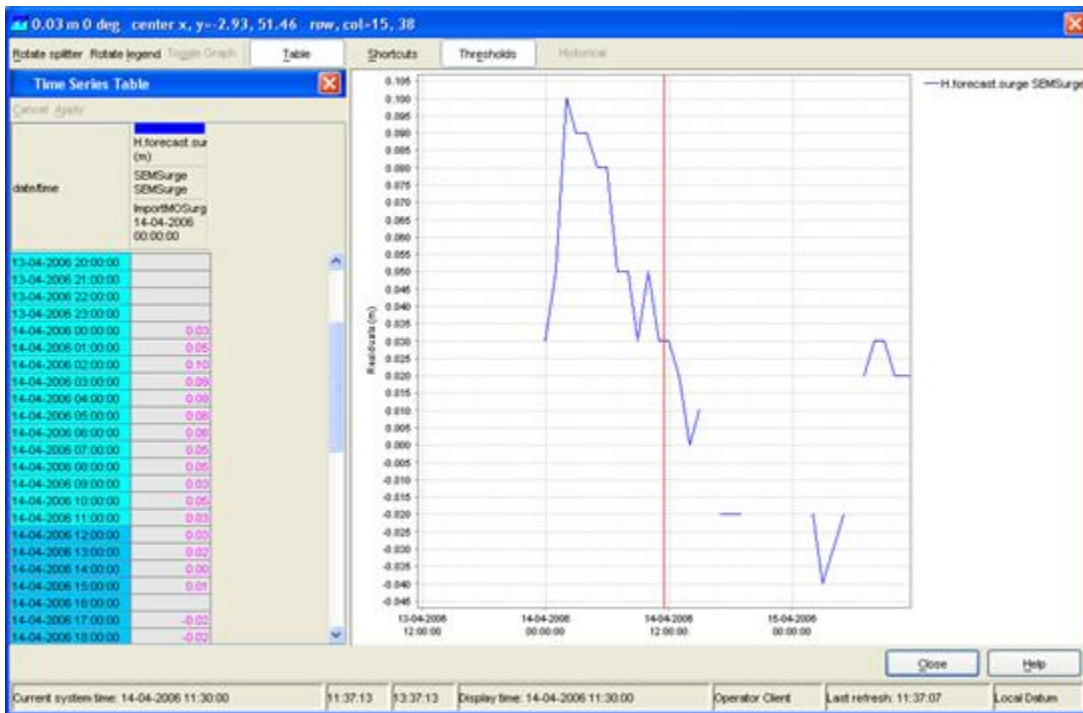 0.03 m 0 deg center x, y=-2.93, 51.46 row, col=15, 38
Rotate splitter Rotate legend Toggle Graph Table Shortcuts Thresholds Historical
Time Series Table
Cancel Apply
date/time
H.forecast.sur
(m)
SEMSurge
SEMSurge
ImportMOSurg
14-04-2006
00:00:00
13-04-2006 20:00:00
13-04-2006 21:00:00
13-04-2006 22:00:00
13-04-2006 23:00:00
14-04-2006 00:00:00 0.03
14-04-2006 01:00:00 0.05
14-04-2006 02:00:00 0.10
14-04-2006 03:00:00 0.09
14-04-2006 04:00:00 0.09
14-04-2006 05:00:00 0.08
14-04-2006 06:00:00 0.08
14-04-2006 07:00:00 0.05
14-04-2006 08:00:00 0.05
14-04-2006 09:00:00 0.03
14-04-2006 10:00:00 0.05
14-04-2006 11:00:00 0.03
14-04-2006 12:00:00 0.03
14-04-2006 13:00:00 0.02
14-04-2006 14:00:00 0.00
14-04-2006 15:00:00 0.01
14-04-2006 16:00:00
14-04-2006 17:00:00 -0.02
14-04-2006 18:00:00 -0.02
Residuals (m)
0.105
0.100
0.095
0.090
0.085
0.080
0.075
0.070
0.065
0.060
0.055
0.050
0.045
0.040
0.035
0.030
0.025
0.020
0.015
0.010
0.005
0.000
-0.005
-0.010
-0.015
-0.020
-0.025
-0.030
-0.035
-0.040
-0.045
13-04-2006
12:00:00
14-04-2006
00:00:00
14-04-2006
12:00:00
15-04-2006
00:00:00
H.forecast.surge SEMSurge
Close Help
Current system time: 14-04-2006 11:30:00 11:37:13 13:37:13 Display time: 14-04-2006 11:30:00 Operator Client Last refresh: 11:37:07 Local Datum